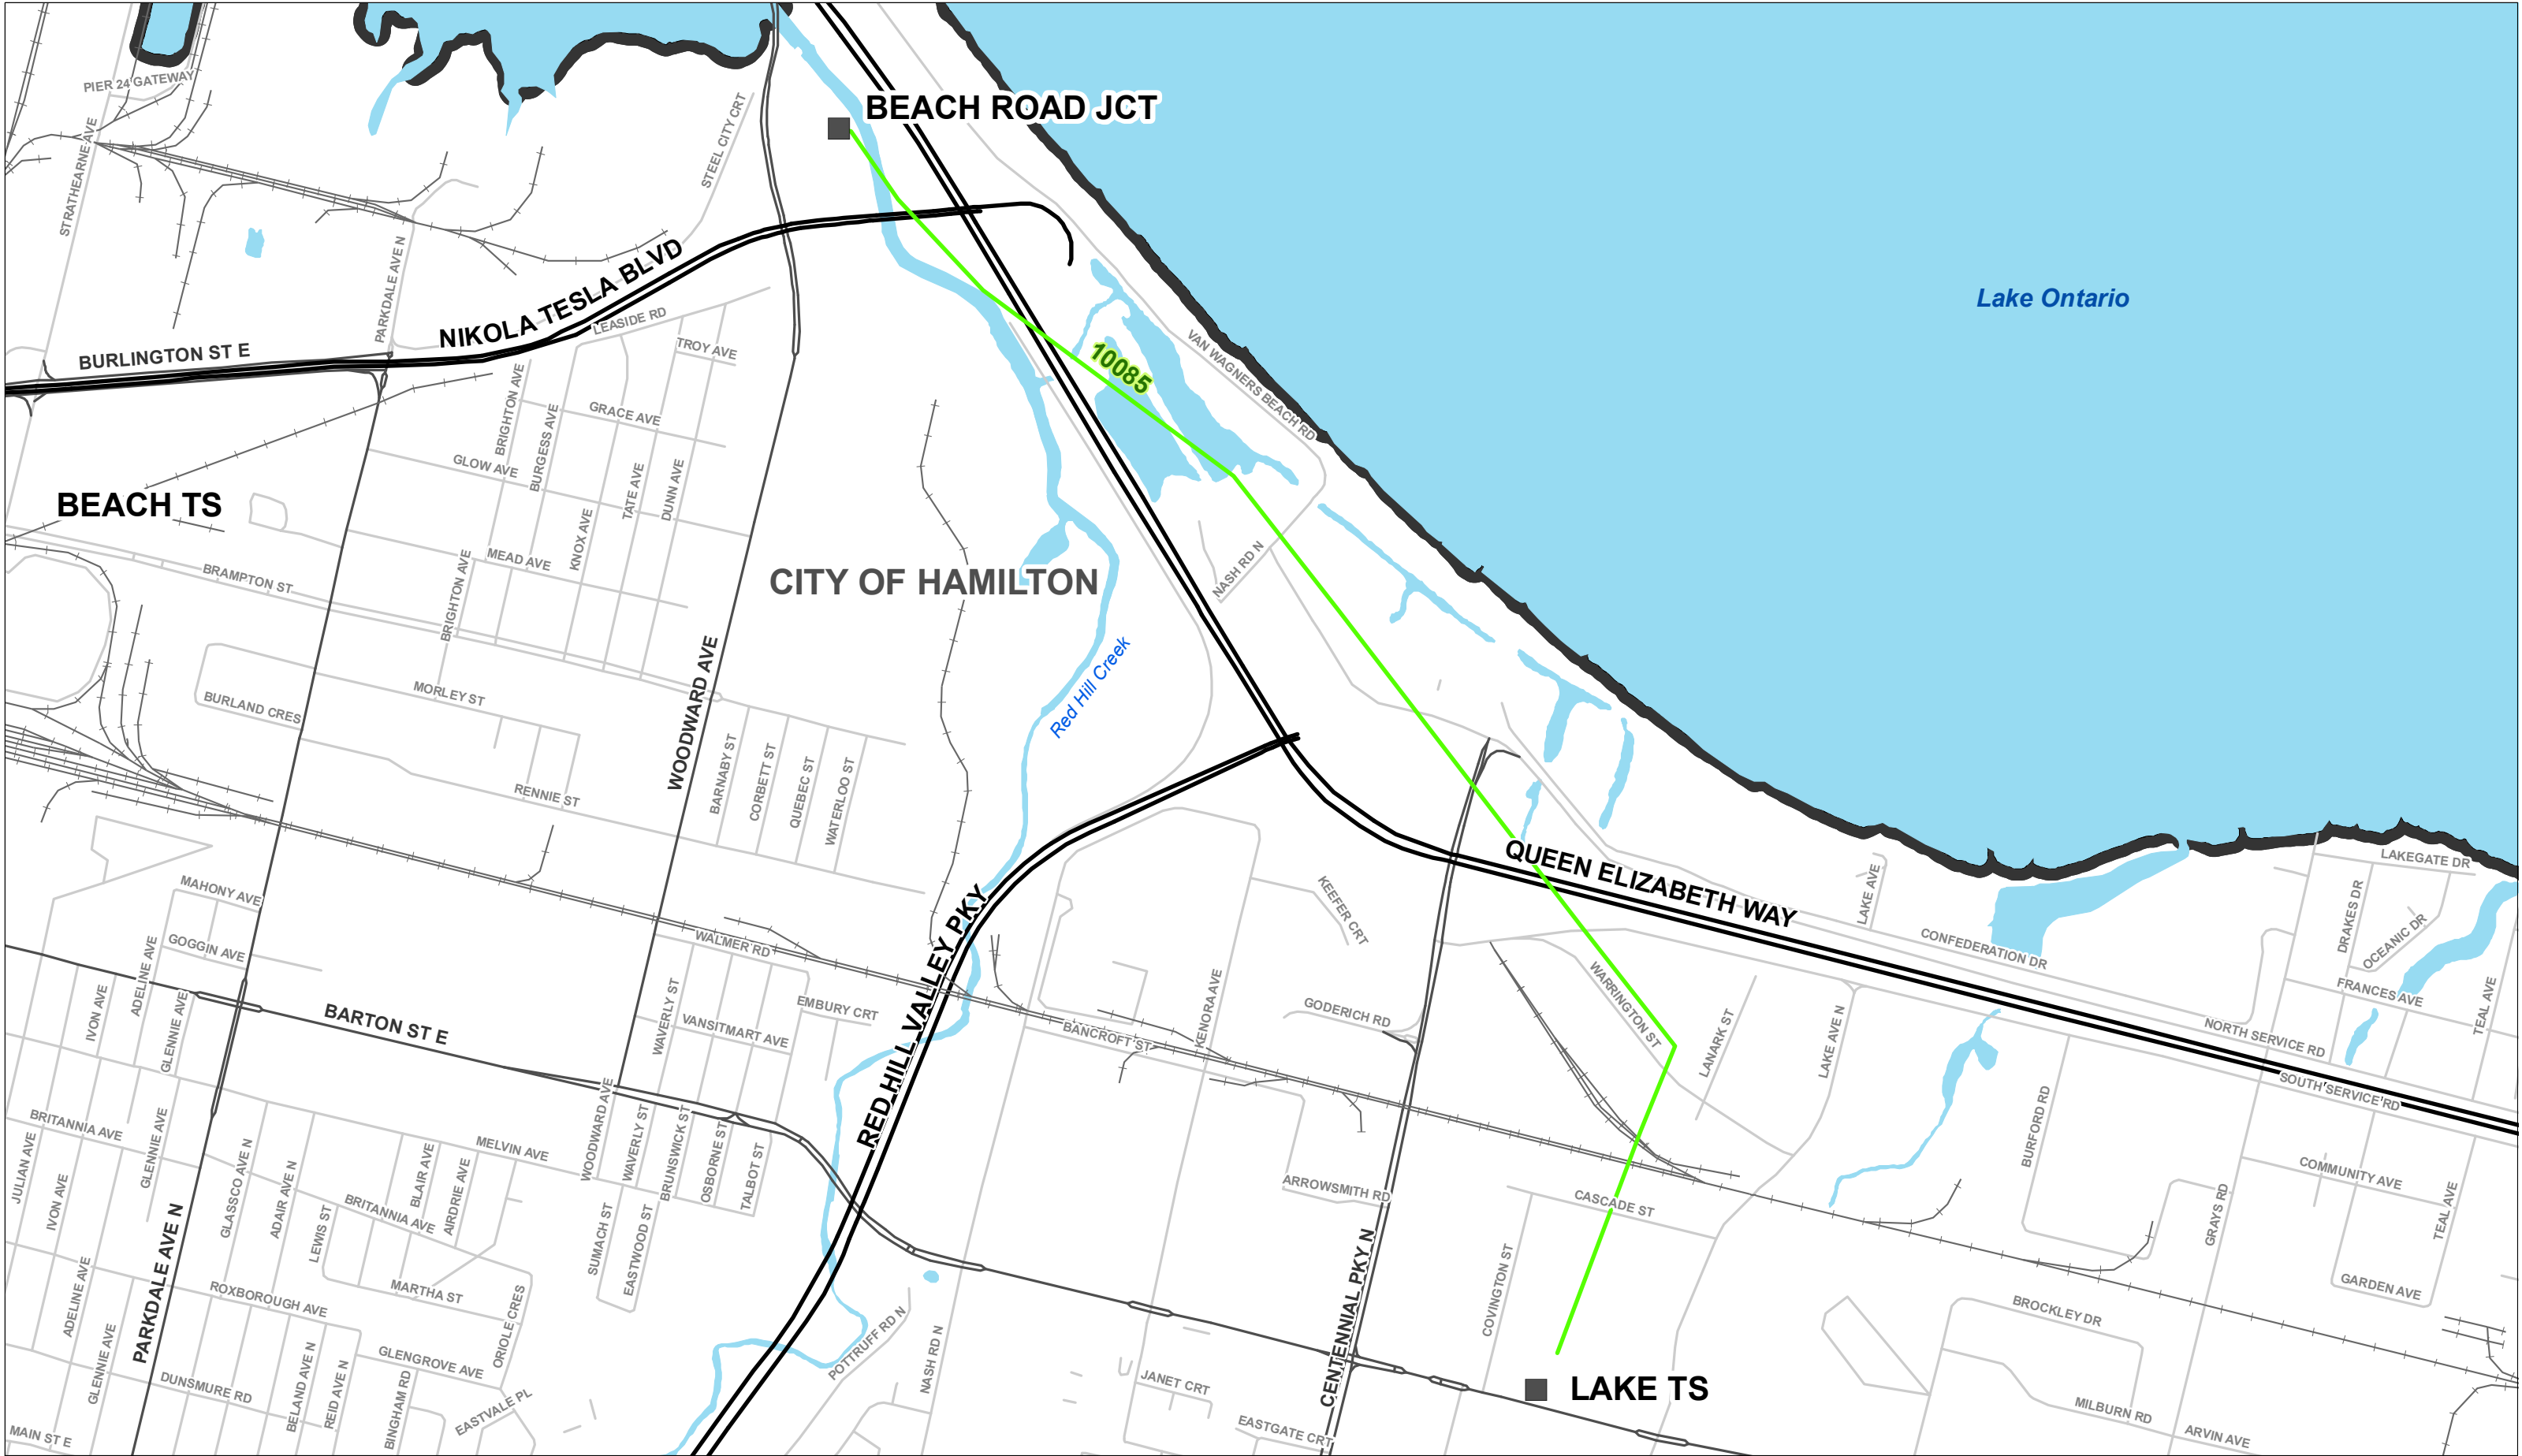 PIER 24 GATEWAY
BEACH ROAD JCT
STEEL CITY CRT
STRATHEARNE AVE
PARKDALE AVE N
NIKOLA TESLA BLVD
LEASIDE RD
BURLINGTON ST E
TROY AVE
Lake Ontario
10085
VAN WAGNERS BEACH RD
BRIGHTON AVE
BURGESS AVE
GRACE AVE
GLOW AVE
TATE AVE
DUNN AVE
BEACH TS
KNOX AVE
MEAD AVE
BRIGHTON AVE
BRAMPTON ST
CITY OF HAMILTON
NASH RD N
Red Hill Creek
MORLEY ST
BURLAND CRES
WOODWARD AVE
BARNABY ST
CORBETT ST
QUEBEC ST
WATERLOO ST
RENNIE ST
QUEEN ELIZABETH WAY
LAKEGATE DR
LAKE AVE
DRAKES DR
OCEANIC DR
KEEFER CRT
MAHONY AVE
GOGGIN AVE
ADELINE AVE
WALMER RD
RED HILL VALLEY PKY
CONFEDERATION DR
FRANCES AVE
TEAL AVE
IVON AVE
GLENNIE AVE
BARTON ST E
WAVERLY ST
EMBURY CRT
VANSITMART AVE
BANCROFT ST
KENORA AVE
GODERICH RD
WARRINGTON ST
LANARK ST
LAKE AVE N
NORTH SERVICE RD
SOUTH SERVICE RD
BURFORD RD
BRITANNIA AVE
JULIAN AVE
IVON AVE
GLENNIE AVE
GLASSCO AVE N
ADAIR AVE N
LEWIS ST
BRITANNIA AVE
BLAIR AVE
AIRDRIE AVE
MELVIN AVE
WOODWARD AVE
WAVERLY ST
BRUNSWICK ST
OSBORNE ST
TALBOT ST
SUMACH ST
EASTWOOD ST
ARROWSMITH RD
CASCADE ST
COMMUNITY AVE
TEAL AVE
GRAYS RD
COVINGTON ST
CENTENNIAL PKY N
GARDEN AVE
ADELINE AVE
PARKDALE AVE N
ROXBOROUGH AVE
MARTHA ST
ORIOLE CRES
POTTRUFF RD N
NASH RD N
BROCKLEY DR
GLENNIE AVE
DUNSMURE RD
BELAND AVE N
REID AVE N
GLENGROVE AVE
BINGHAM RD
EASTVALE PL
JANET CRT
LAKE TS
EASTGATE CRT
MILBURN RD
ARVIN AVE
MAIN ST E